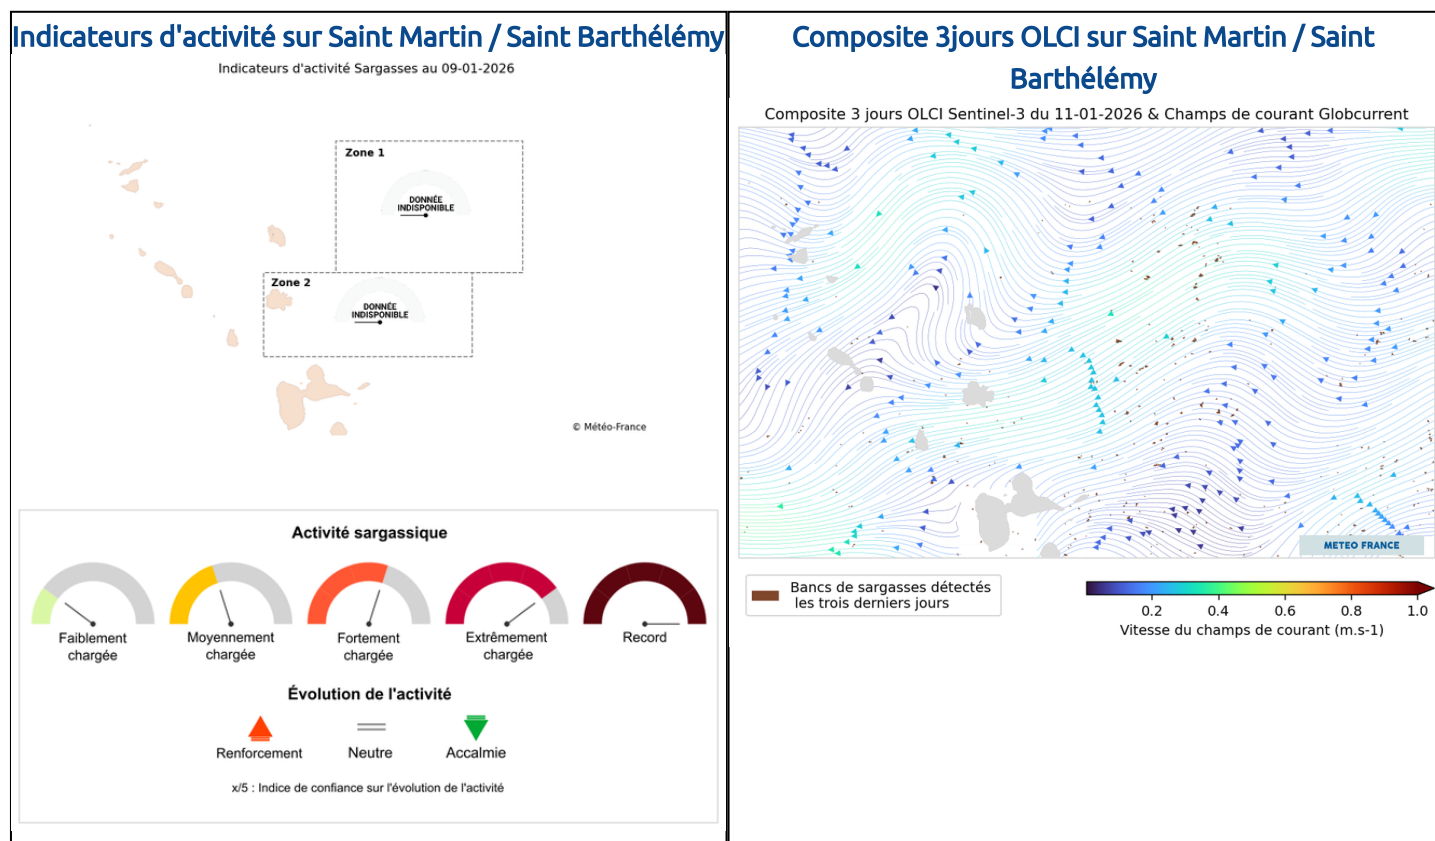 Indicateurs d'activité sur Saint Martin / Saint Barthélémy
Indicateurs d'activité Sargasses au 09-01-2026
Zone 1
DONNÉE
INDISPONIBLE
Zone 2
DONNÉE
INDISPONIBLE
© Météo-France
Activité sargassique
Faiblement
chargée
Moyennement
chargée
Fortement
chargée
Extrêmement
chargée
Record
Évolution de l'activité
Renforcement
Neutre
Accalmie
x/5 : Indice de confiance sur l'évolution de l'activité
Composite 3jours OLCI sur Saint Martin / Saint
Barthélémy
Composite 3 jours OLCI Sentinel-3 du 11-01-2026 & Champs de courant Globcurrent
METEO FRANCE
Bancs de sargasses détectés
les trois derniers jours
0.2 0.4 0.6 0.8 1.0
Vitesse du champs de courant (m.s-1)